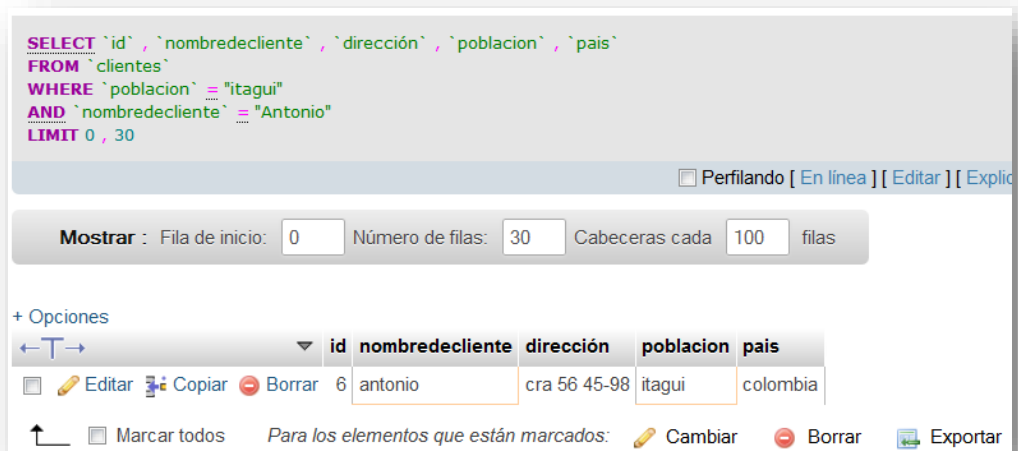 SELECT `id` , `nombredecliente` , `dirección` , `poblacion` , `pais`
FROM `clientes`
WHERE `poblacion` = "itagui"
AND `nombredecliente` = "Antonio"
LIMIT 0 , 30
Perfilando [ En línea ] [ Editar ] [ Explic
Mostrar : Fila de inicio: 0 Número de filas: 30 Cabeceras cada 100 filas
+ Opciones
←T→ id nombredecliente dirección poblacion pais
Editar Copiar Borrar 6 antonio cra 56 45-98 itagui colombia
Marcar todos Para los elementos que están marcados: Cambiar Borrar Exportar